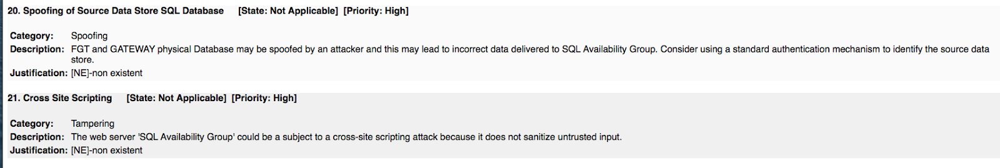 20. Spoofing of Source Data Store SQL Database [State: Not Applicable] [Priority: High]
Category: Spoofing
Description: FGT and GATEWAY physical Database may be spoofed by an attacker and this may lead to incorrect data delivered to SQL Availability Group. Consider using a standard authentication mechanism to identify the source data
store.
Justification: [NE]-non existent
21. Cross Site Scripting [State: Not Applicable] [Priority: High]
Category: Tampering
Description: The web server 'SQL Availability Group' could be a subject to a cross-site scripting attack because it does not sanitize untrusted input.
Justification: [NE]-non existent